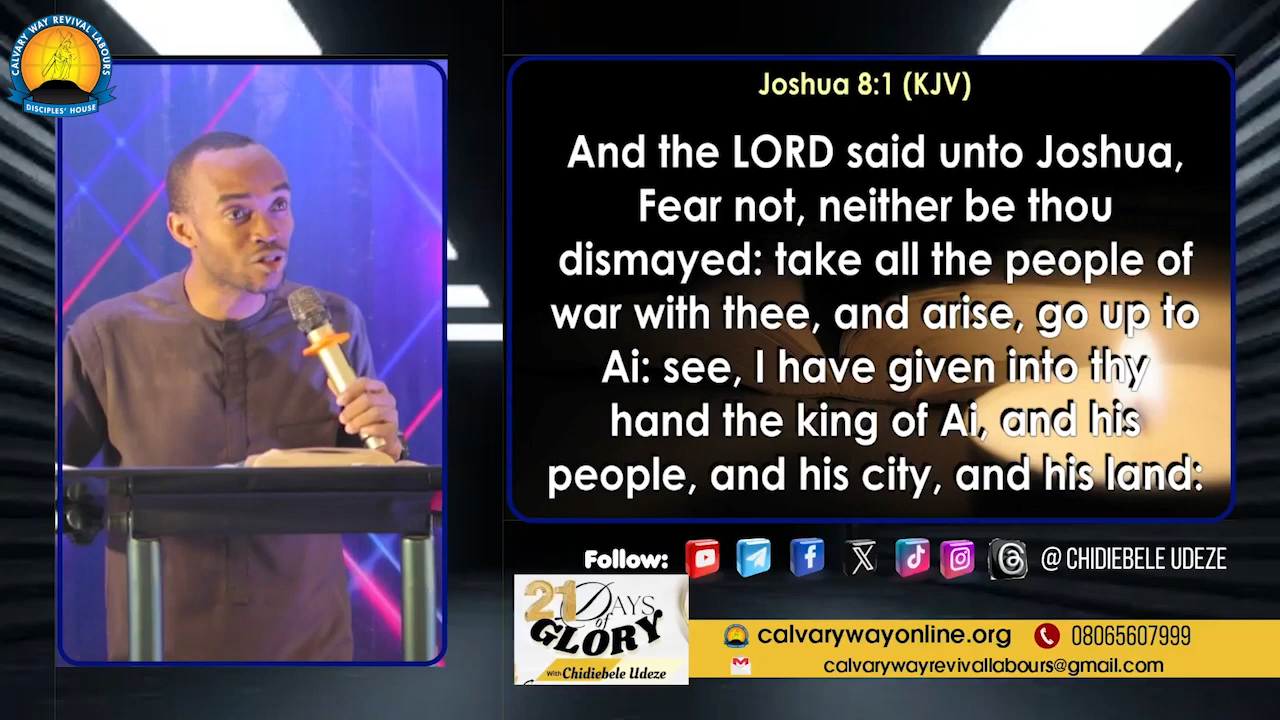 CALVARY WAY REVIVAL LABOURS
DISCIPLES' HOUSE
Joshua 8:1 (KJV)
And the LORD said unto Joshua,
Fear not, neither be thou
dismayed: take all the people of
war with thee, and arise, go up to
Ai: see, I have given into thy
hand the king of Ai, and his
people, and his city, and his land:
Follow:
@ CHIDIEBELE UDEZE
21 DAYS
of
GLORY
With Chidiebele Udeze
calvarywayonline.org 08065607999
calvarywayrevivallabours@gmail.com